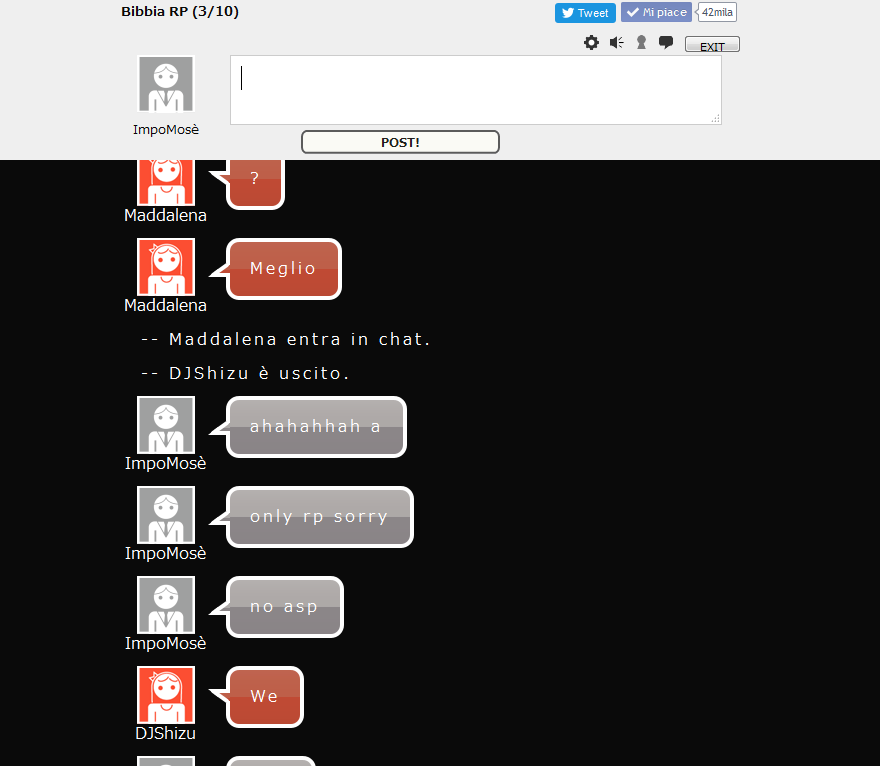 Bibbia RP (3/10)
Tweet
Mi piace
42mila
EXIT
ImpoMosè
POST!
?
Maddalena
Meglio
Maddalena
-- Maddalena entra in chat.
-- DJShizu è uscito.
ahahahhah a
ImpoMosè
only rp sorry
ImpoMosè
no asp
ImpoMosè
We
DJShizu